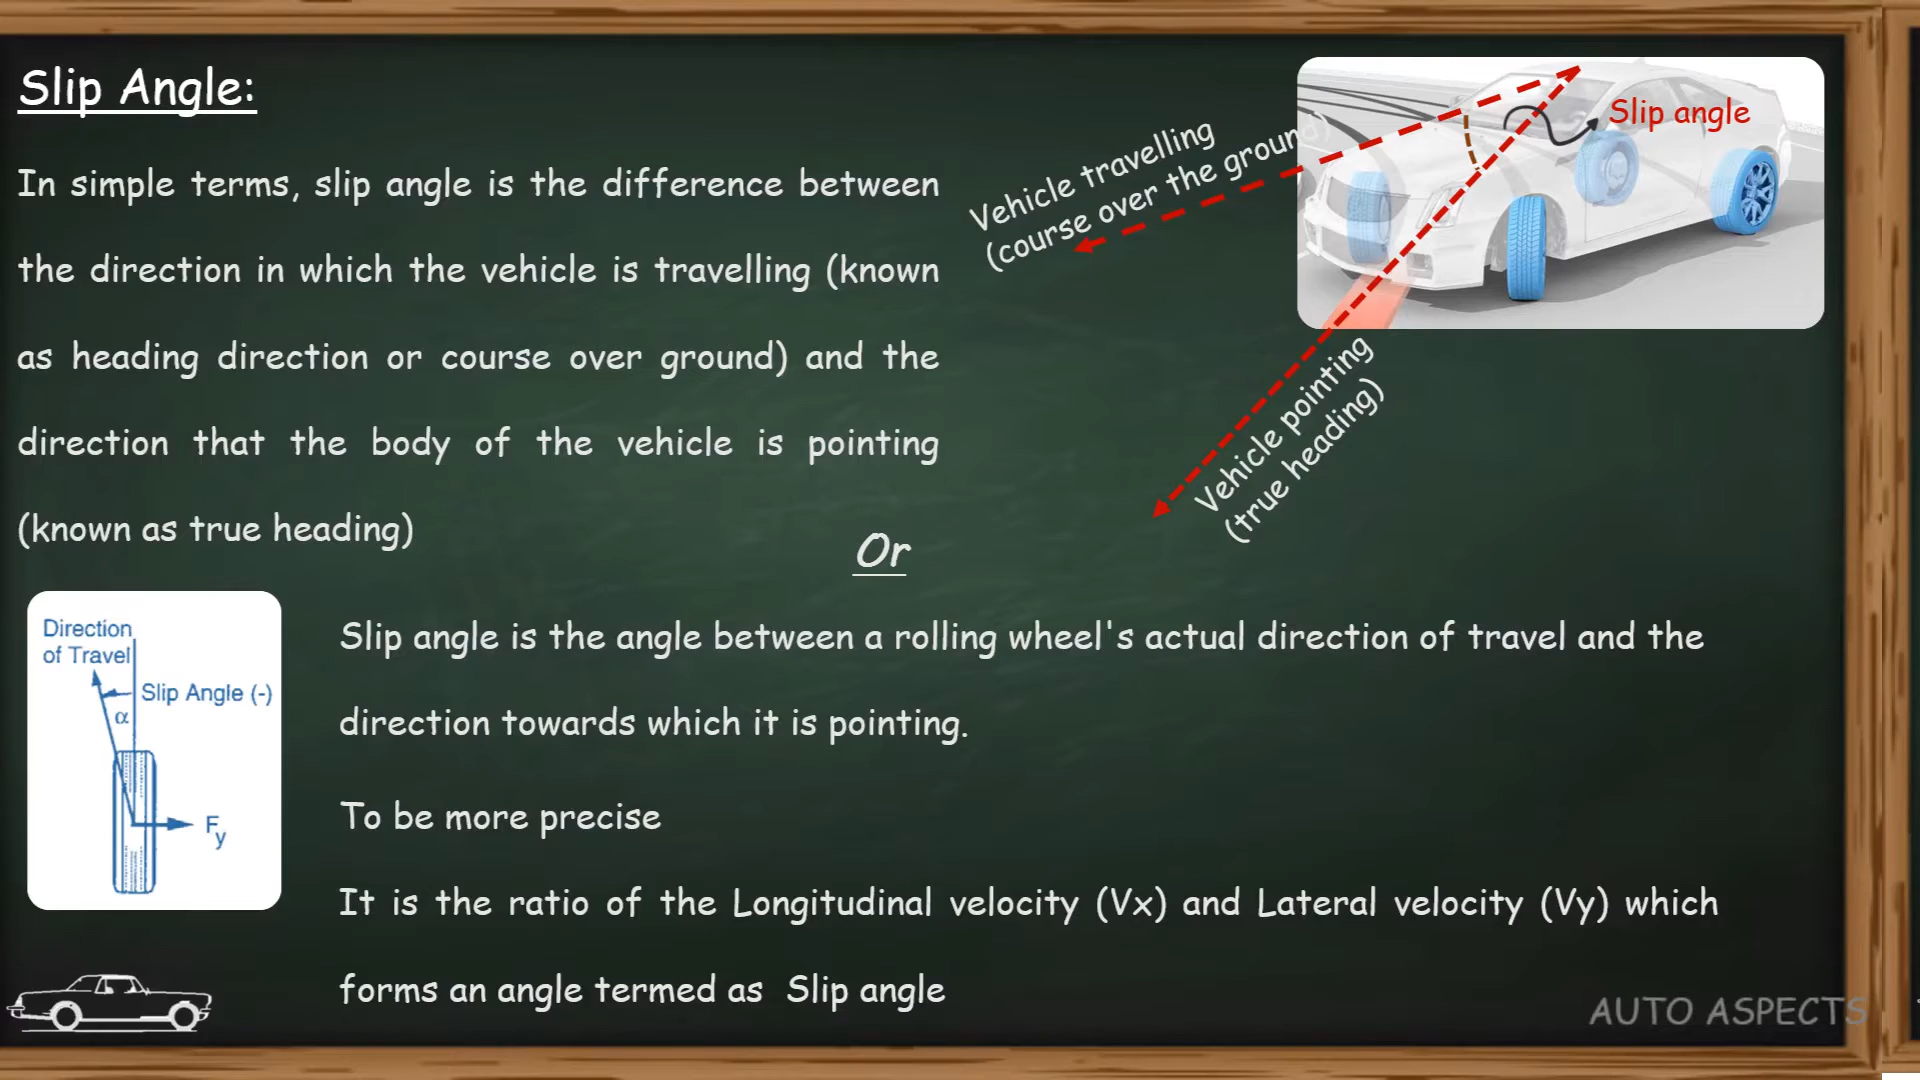 Slip Angle:
In simple terms, slip angle is the difference between
the direction in which the vehicle is travelling (known
as heading direction or course over ground) and the
direction that the body of the vehicle is pointing
(known as true heading)
Vehicle travelling
(course over the ground)
Slip angle
Vehicle pointing
(true heading)
Or
Direction
of Travel
Slip Angle (-)
α
Fy
Slip angle is the angle between a rolling wheel's actual direction of travel and the
direction towards which it is pointing.
To be more precise
It is the ratio of the Longitudinal velocity (Vx) and Lateral velocity (Vy) which
forms an angle termed as  Slip angle
AUTO ASPECTS